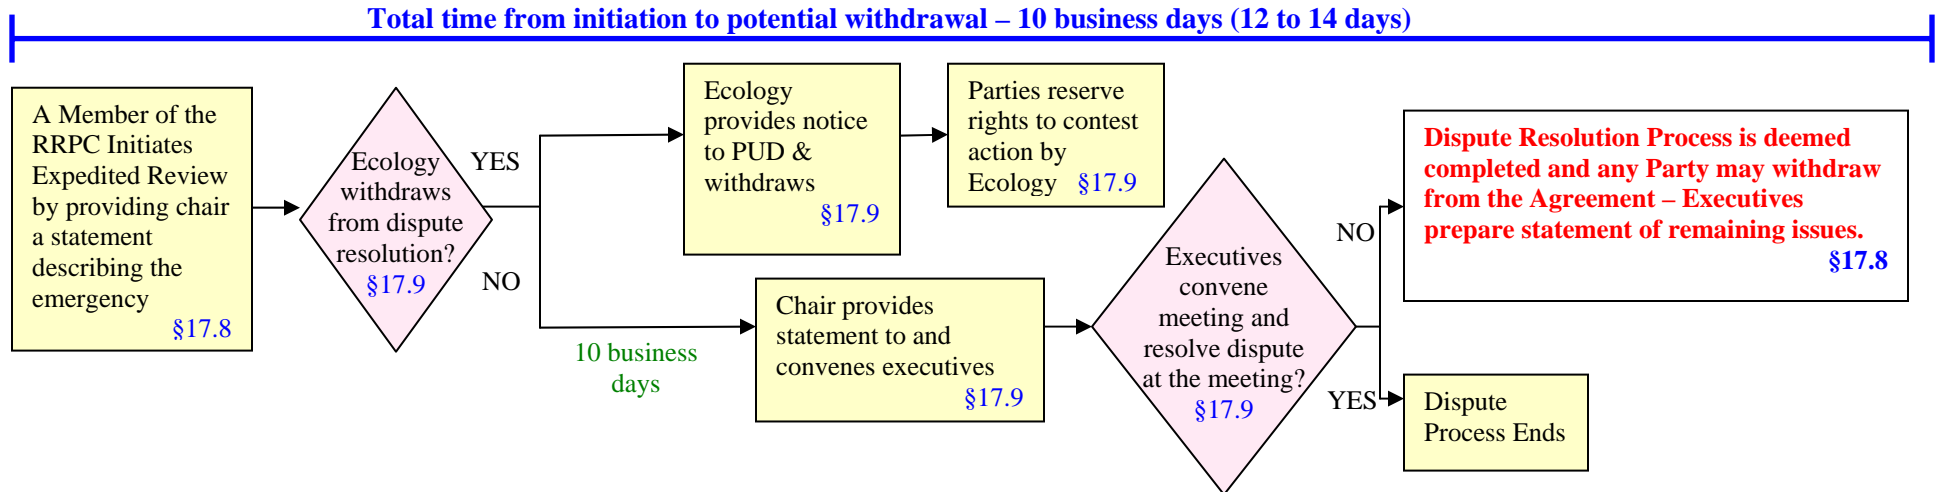 Total time from initiation to potential withdrawal – 10 business days (12 to 14 days)
A Member of the
RRPC Initiates
Expedited Review
by providing chair
a statement
describing the
emergency
§17.8
Ecology
withdraws
from dispute
resolution?
§17.9
YES
NO
Ecology
provides notice
to PUD &
withdraws
§17.9
Parties reserve
rights to contest
action by
Ecology §17.9
10 business
days
Chair provides
statement to and
convenes executives
§17.9
Executives
convene
meeting and
resolve dispute
at the meeting?
§17.9
NO
YES
Dispute Resolution Process is deemed
completed and any Party may withdraw
from the Agreement – Executives
prepare statement of remaining issues.
§17.8
Dispute
Process Ends